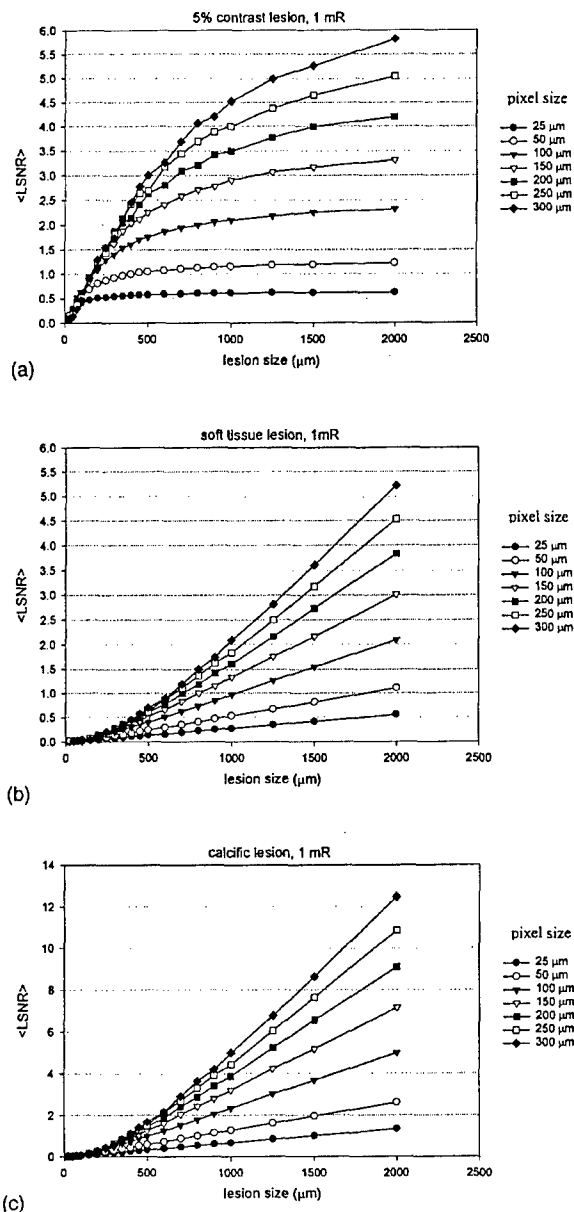 5% contrast lesion, 1 mR
6.0
5.5
5.0
4.5
4.0
3.5
3.0
2.5
2.0
1.5
1.0
0.5
0.0
<LSNR>
0 500 1000 1500 2000 2500
lesion size (µm)
pixel size
25 µm
50 µm
100 µm
150 µm
200 µm
250 µm
300 µm
(a)
soft tissue lesion, 1mR
6.0
5.5
5.0
4.5
4.0
3.5
3.0
2.5
2.0
1.5
1.0
0.5
0.0
<LSNR>
0 500 1000 1500 2000 2500
lesion size (µm)
pixel size
25 µm
50 µm
100 µm
150 µm
200 µm
250 µm
300 µm
(b)
calcific lesion, 1 mR
14
12
10
8
6
4
2
0
<LSNR>
0 500 1000 1500 2000 2500
lesion size (µm)
pixel size
25 µm
50 µm
100 µm
150 µm
200 µm
250 µm
300 µm
(c)